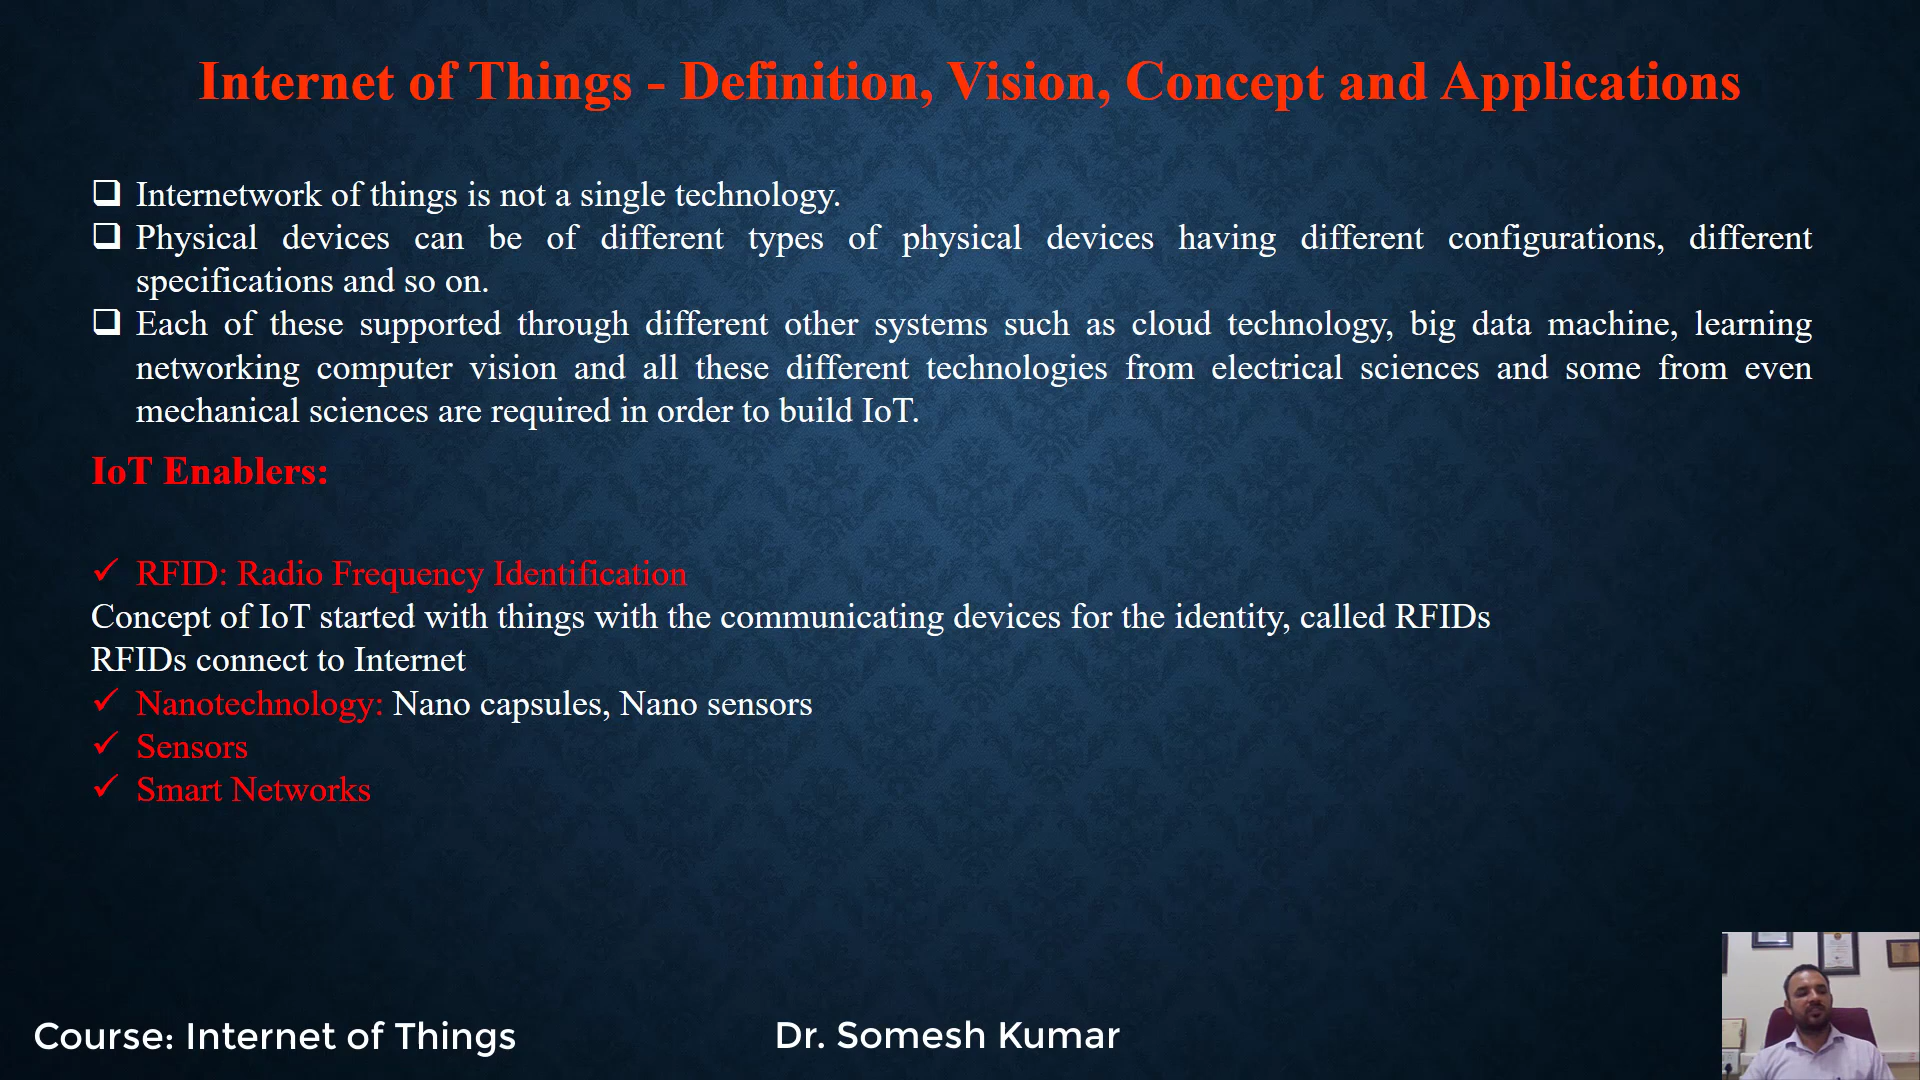 Internet of Things - Definition, Vision, Concept and Applications
Internetwork of things is not a single technology.
Physical devices can be of different types of physical devices having different configurations, different
specifications and so on.
Each of these supported through different other systems such as cloud technology, big data machine, learning
networking computer vision and all these different technologies from electrical sciences and some from even
mechanical sciences are required in order to build IoT.
IoT Enablers:
✓ RFID: Radio Frequency Identification
Concept of IoT started with things with the communicating devices for the identity, called RFIDs
RFIDs connect to Internet
✓ Nanotechnology: Nano capsules, Nano sensors
✓ Sensors
✓ Smart Networks
Course: Internet of Things
Dr. Somesh Kumar